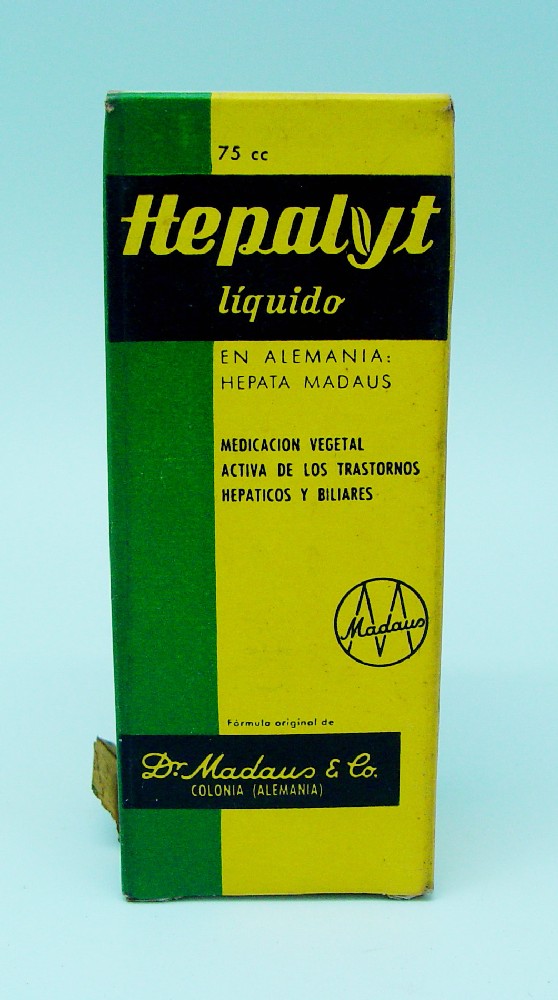 75 cc
Hepalyt
líquido
EN ALEMANIA:
HEPATA MADAUS
MEDICACION VEGETAL
ACTIVA DE LOS TRASTORNOS
HEPATICOS Y BILIARES
Madaus
Fórmula original de
Dr. Madaus & Co.
COLONIA (ALEMANIA)